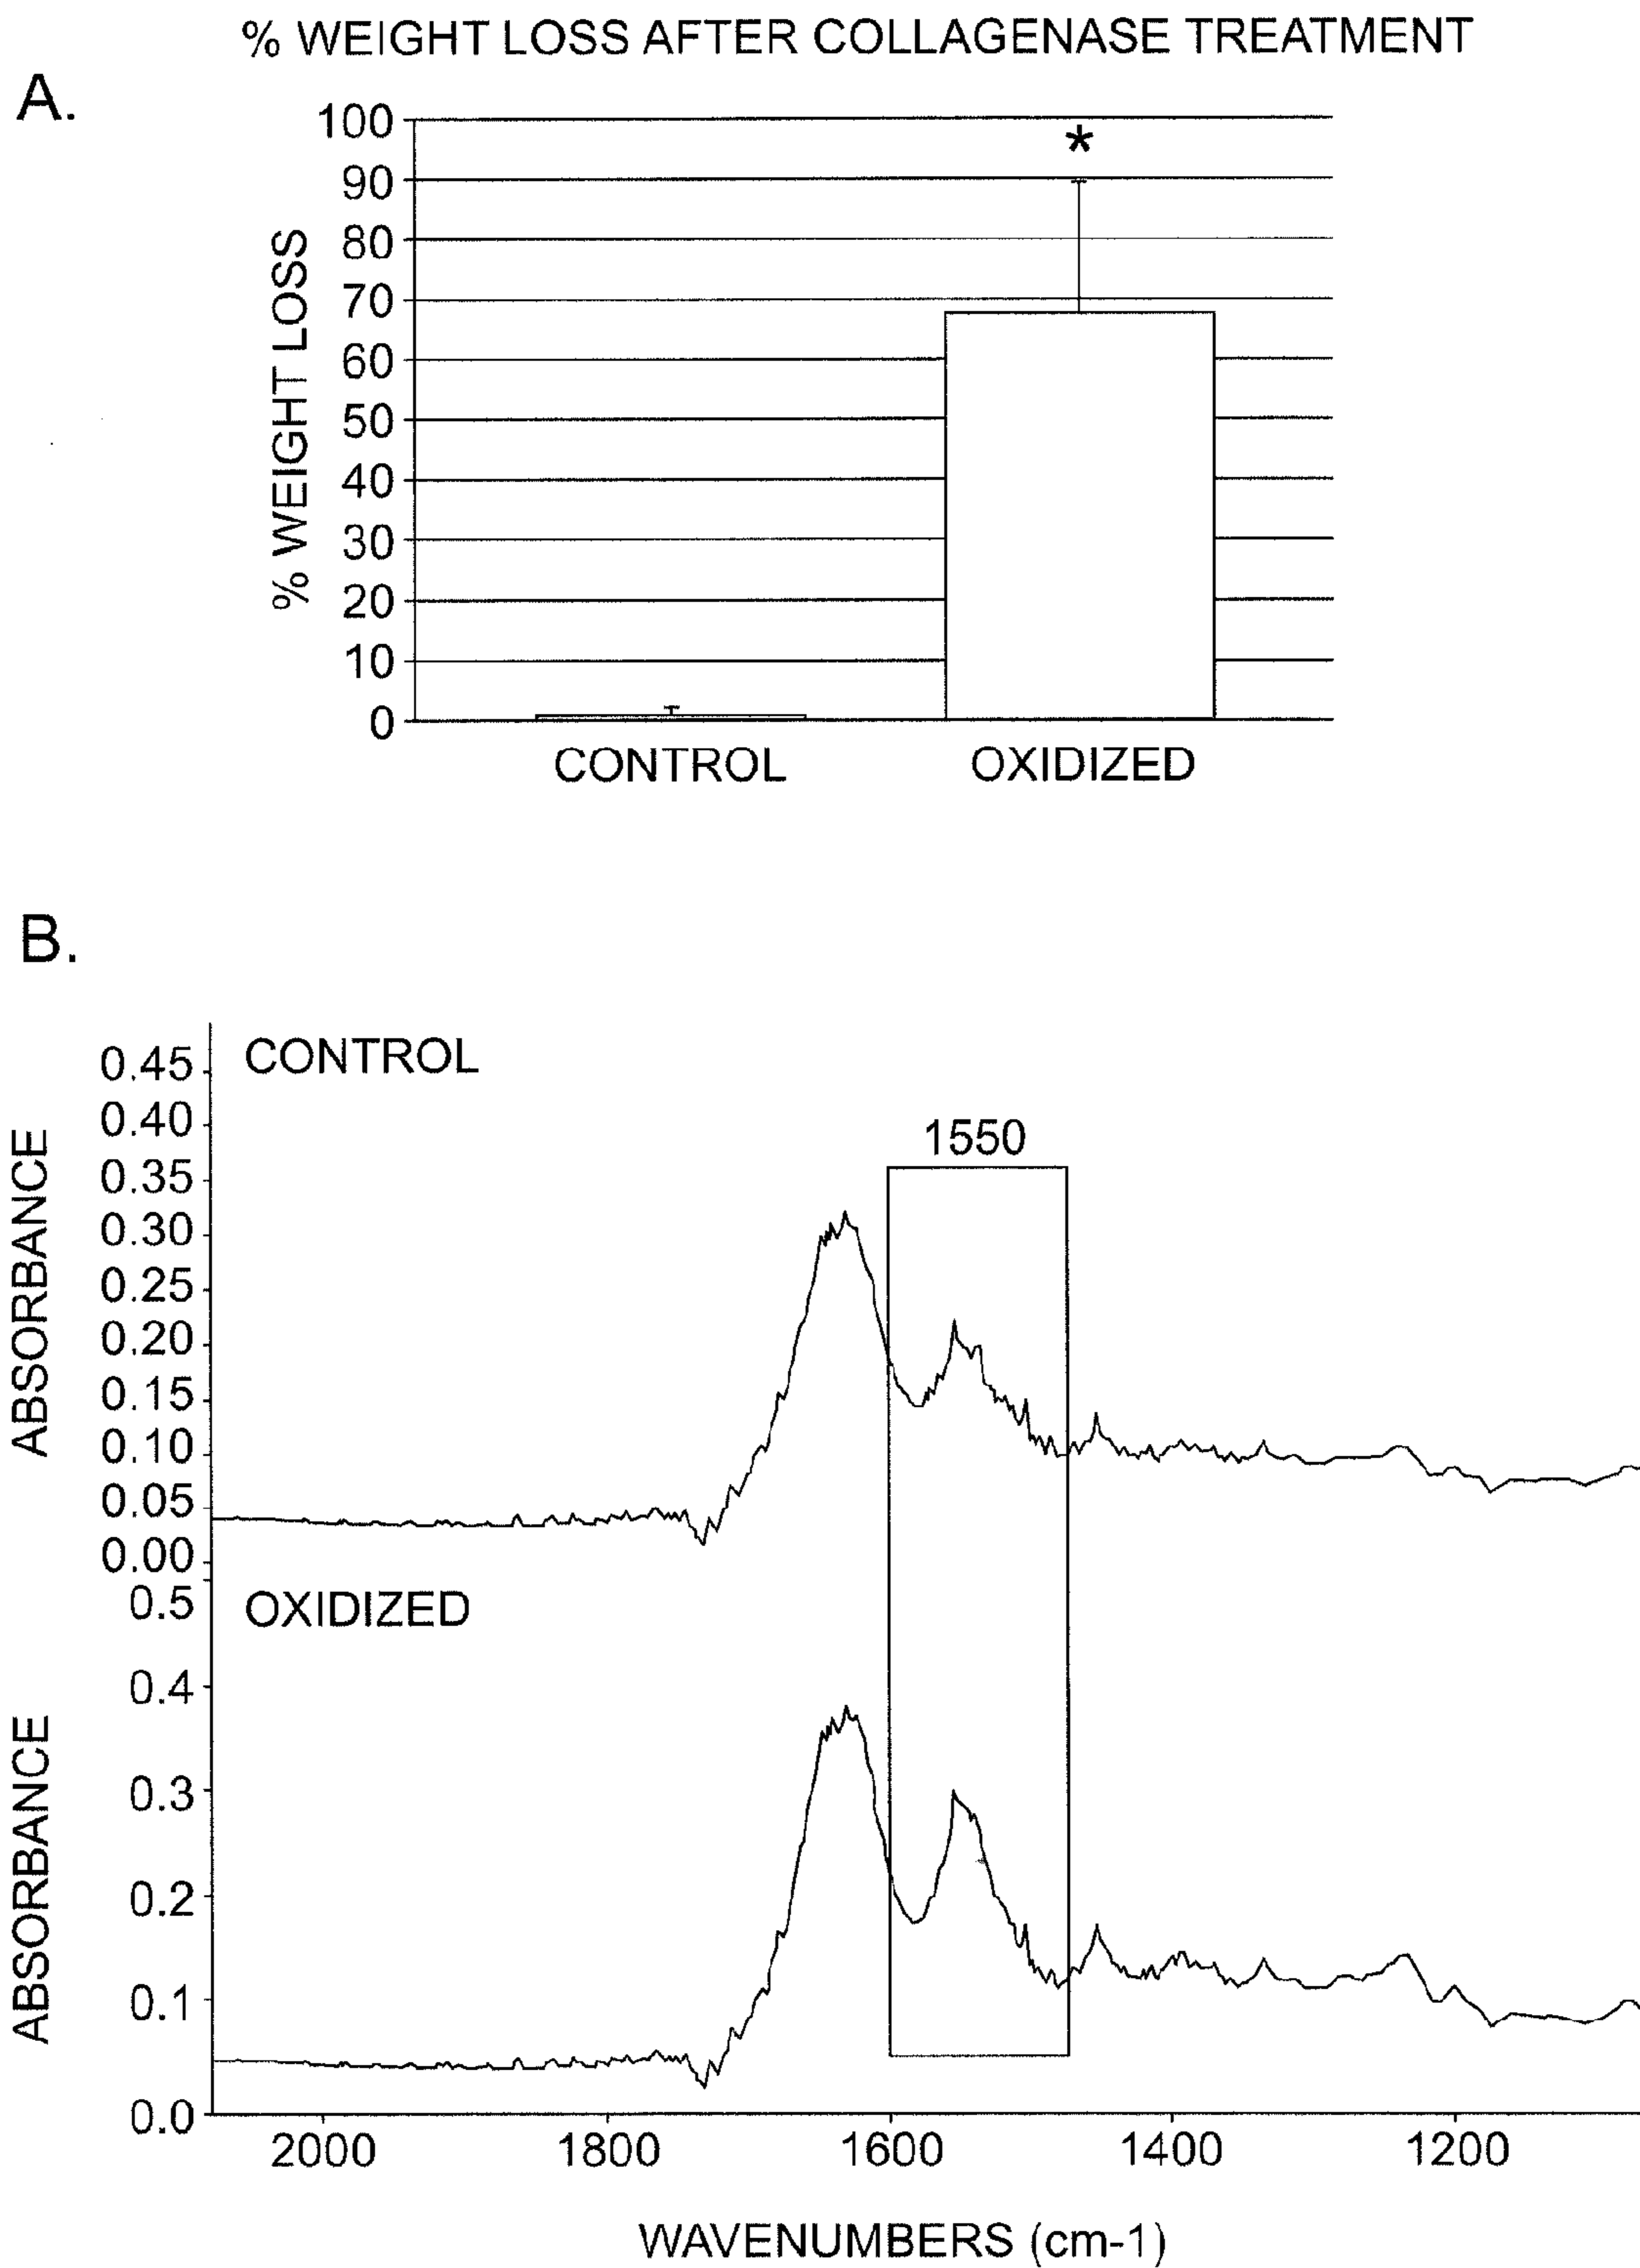 % WEIGHT LOSS AFTER COLLAGENASE TREATMENT
A.
% WEIGHT LOSS
100
90
80
70
60
50
40
30
20
10
0
*
CONTROL
OXIDIZED
B.
ABSORBANCE
0.45
0.40
0.35
0.30
0.25
0.20
0.15
0.10
0.05
0.00
CONTROL
1550
ABSORBANCE
0.5
0.4
0.3
0.2
0.1
0.0
OXIDIZED
2000 1800 1600 1400 1200
WAVENUMBERS (cm-1)